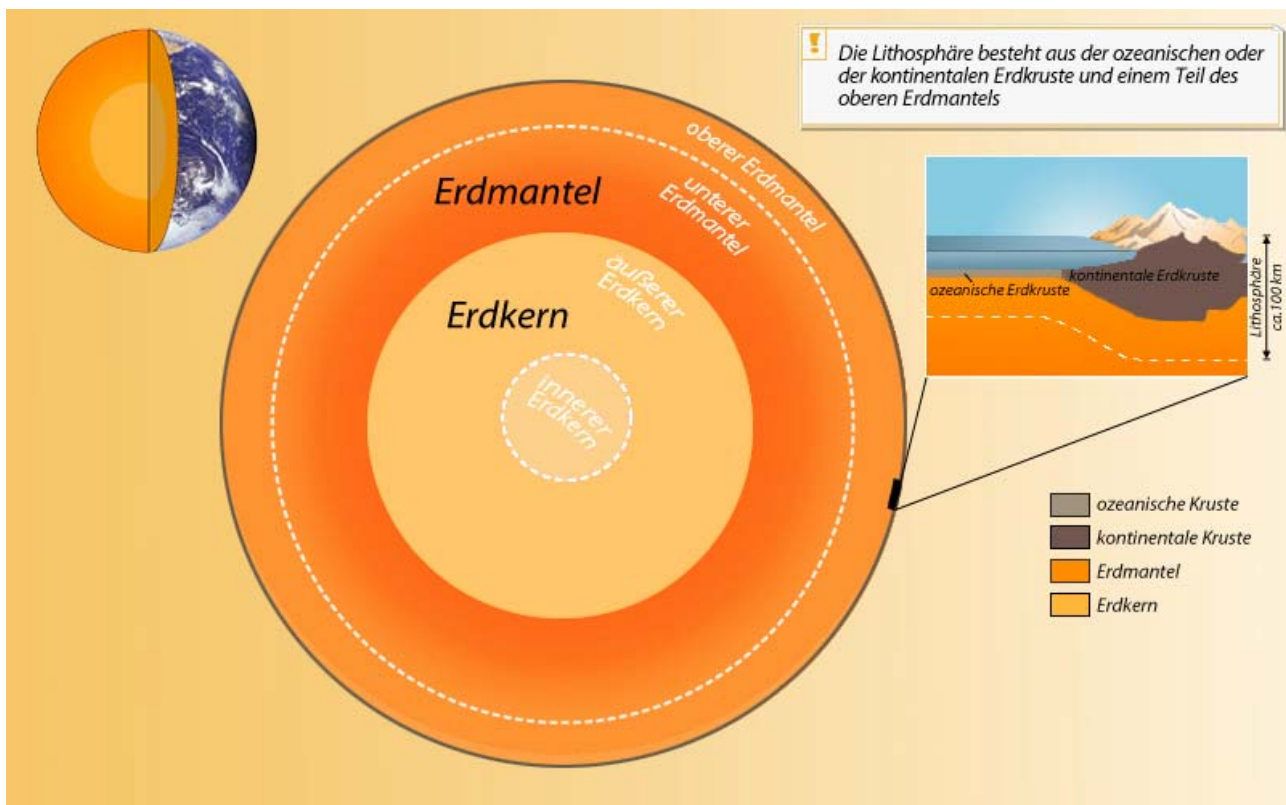 !
Die Lithosphäre besteht aus der ozeanischen oder
der kontinentalen Erdkruste und einem Teil des
oberen Erdmantels
oberer Erdmantel
Erdmantel
unterer
Erdmantel
äußerer
Erdkern
Erdkern
innerer
Erdkern
kontinentale Erdkruste
ozeanische Erdkruste
Lithosphäre
ca.100 km
ozeanische Kruste
kontinentale Kruste
Erdmantel
Erdkern